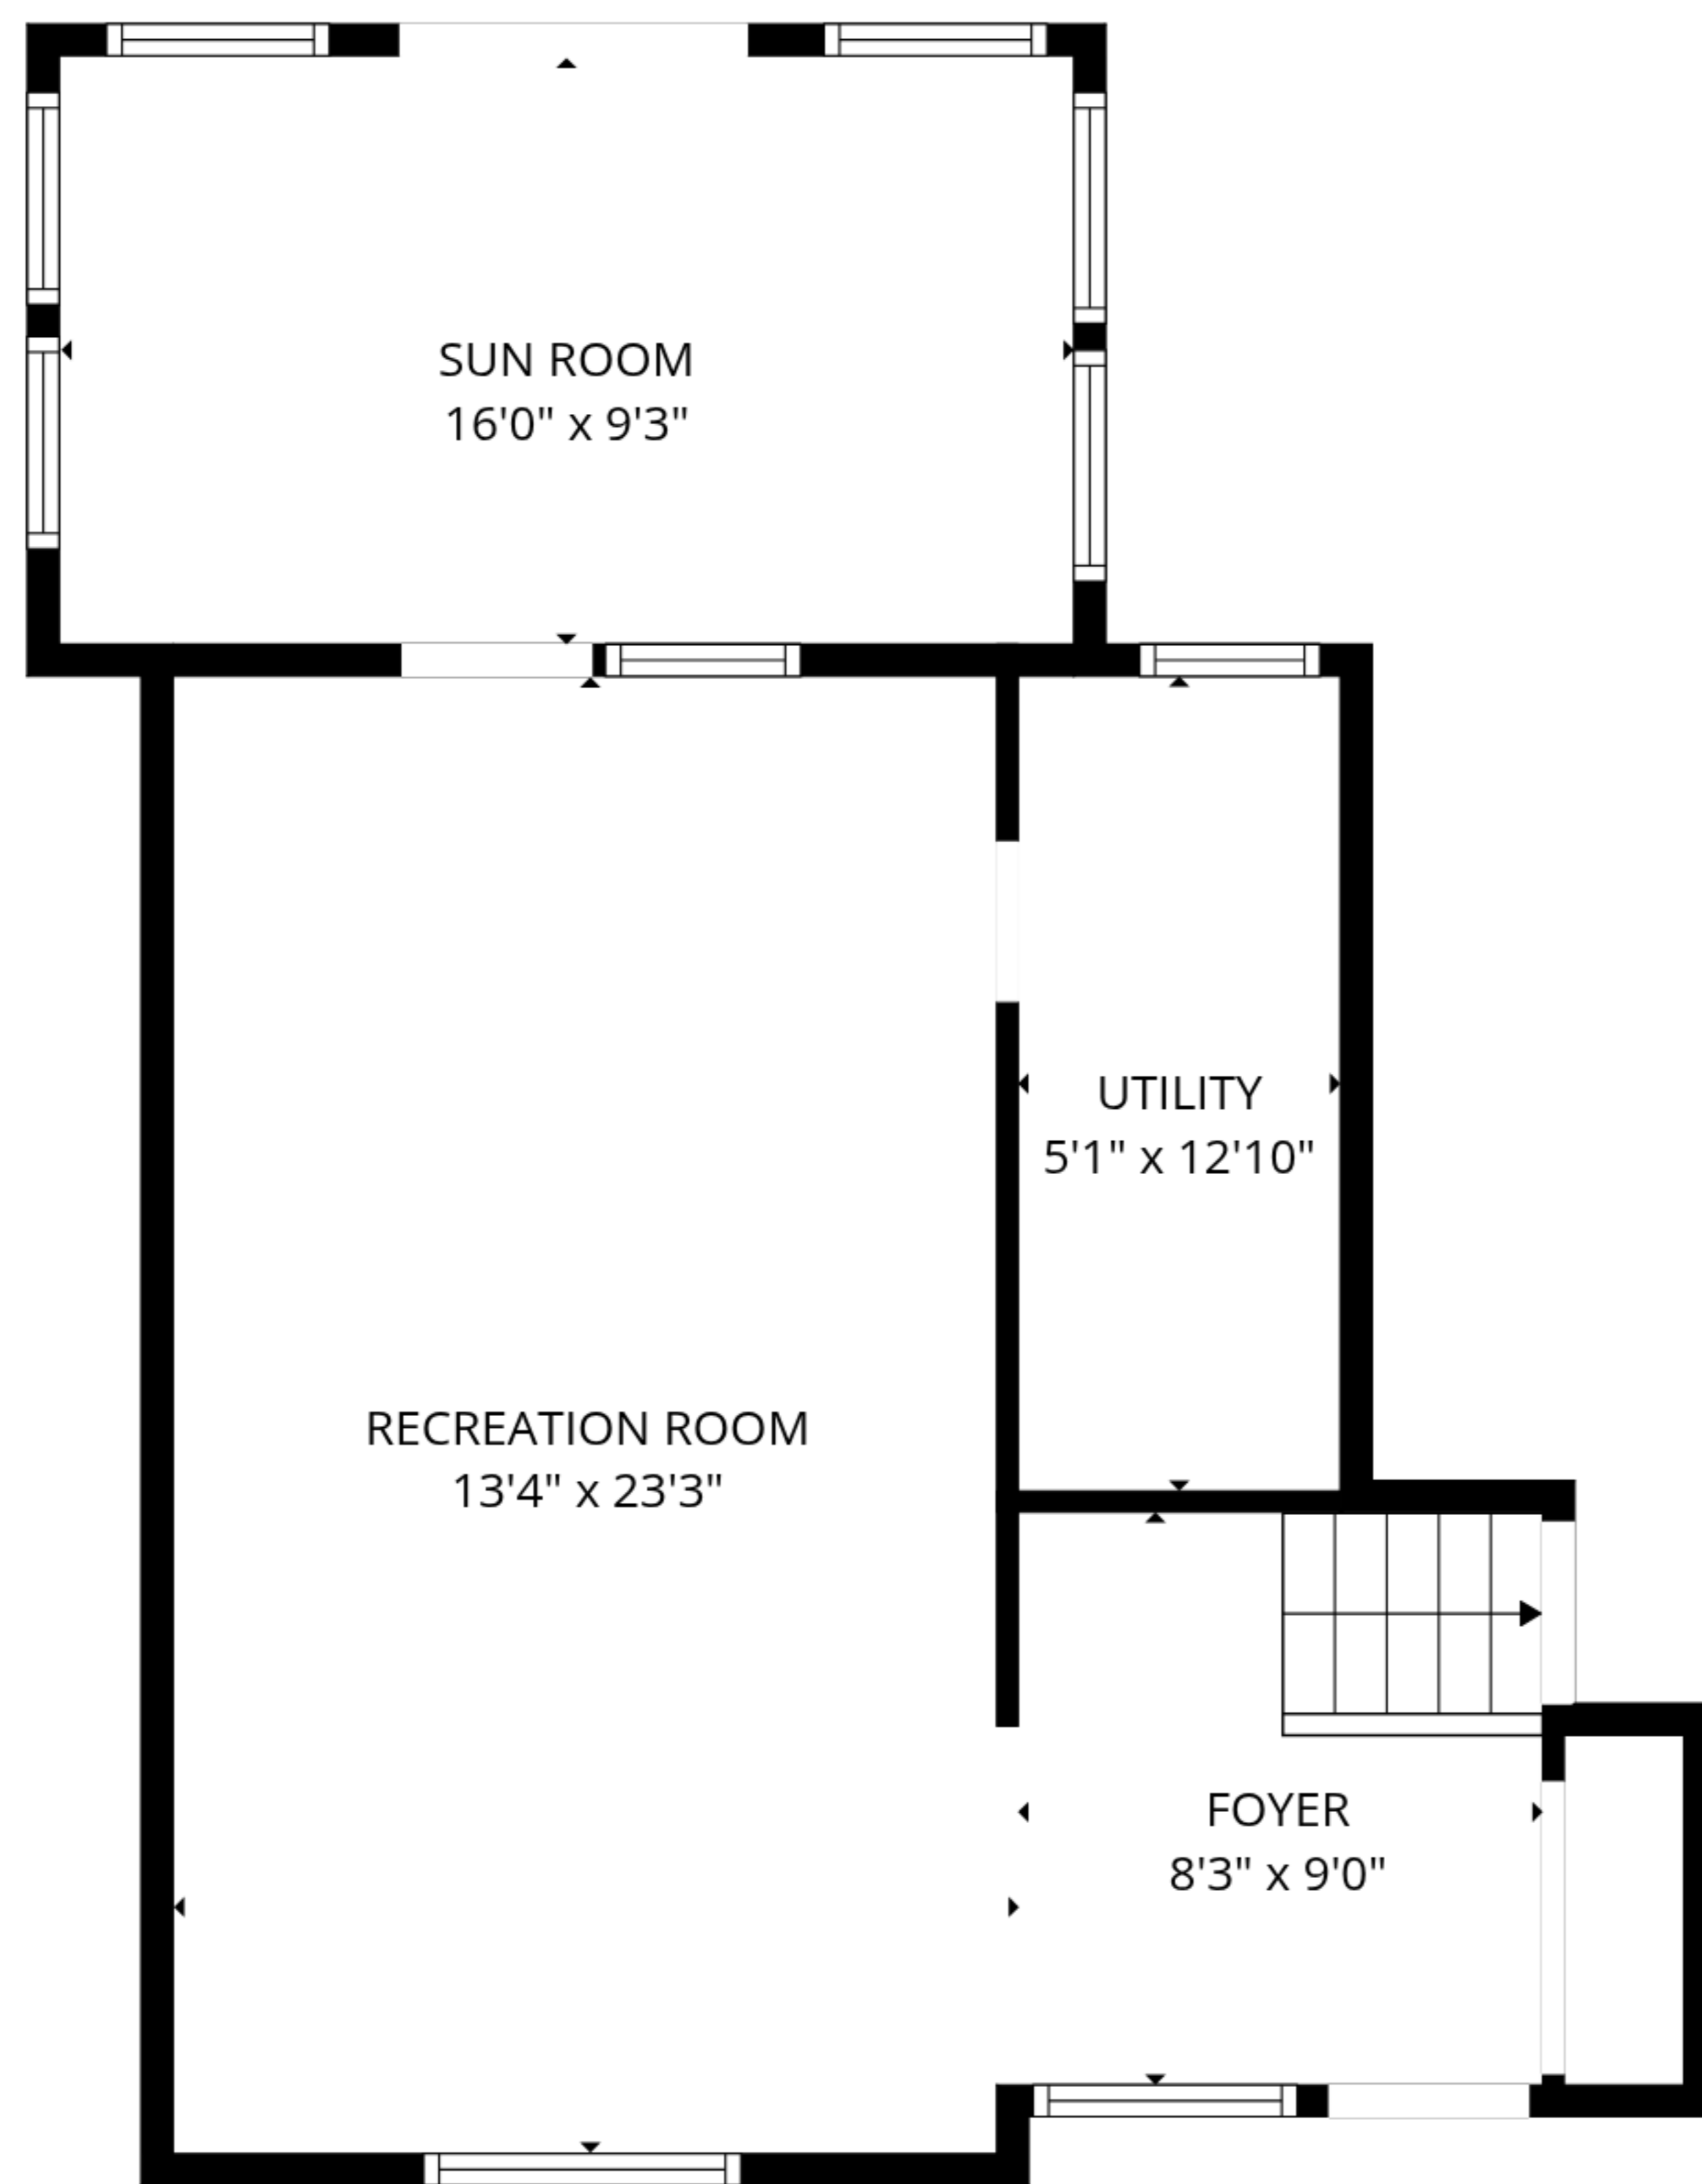 SUN ROOM
16'0" x 9'3"
UTILITY
5'1" x 12'10"
RECREATION ROOM
13'4" x 23'3"
FOYER
8'3" x 9'0"